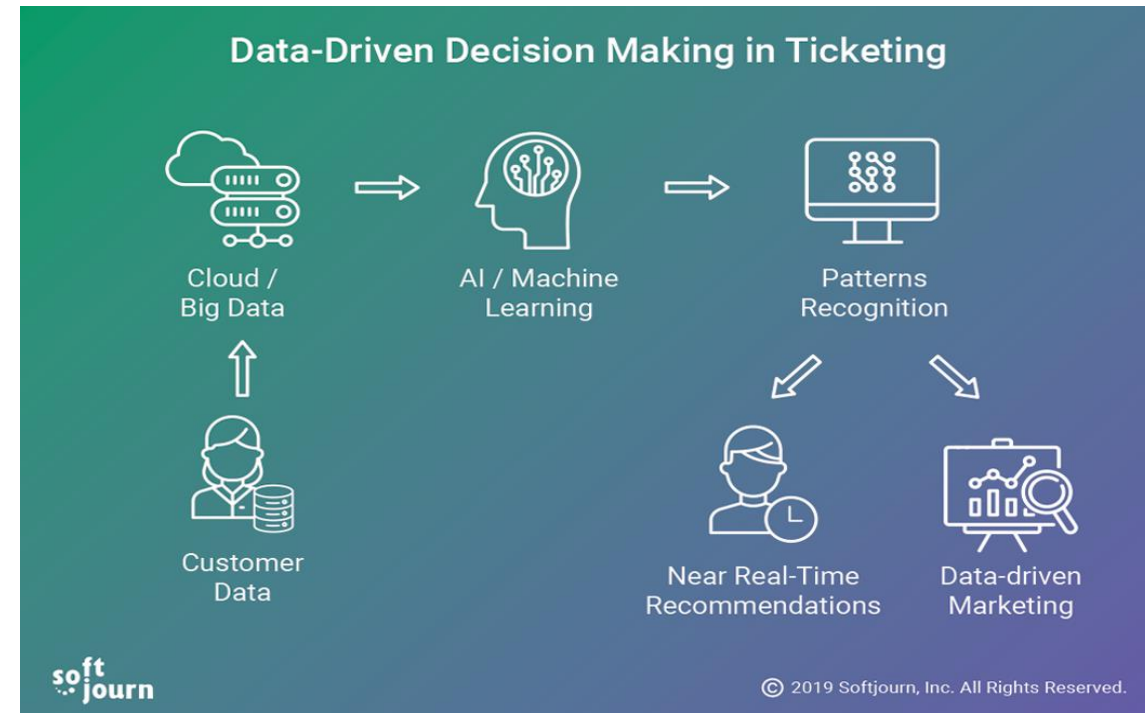 Data-Driven Decision Making in Ticketing
Cloud /
Big Data
AI / Machine
Learning
Patterns
Recognition
Customer
Data
Near Real-Time
Recommendations
Data-driven
Marketing
soft
journ
© 2019 Softjourn, Inc. All Rights Reserved.